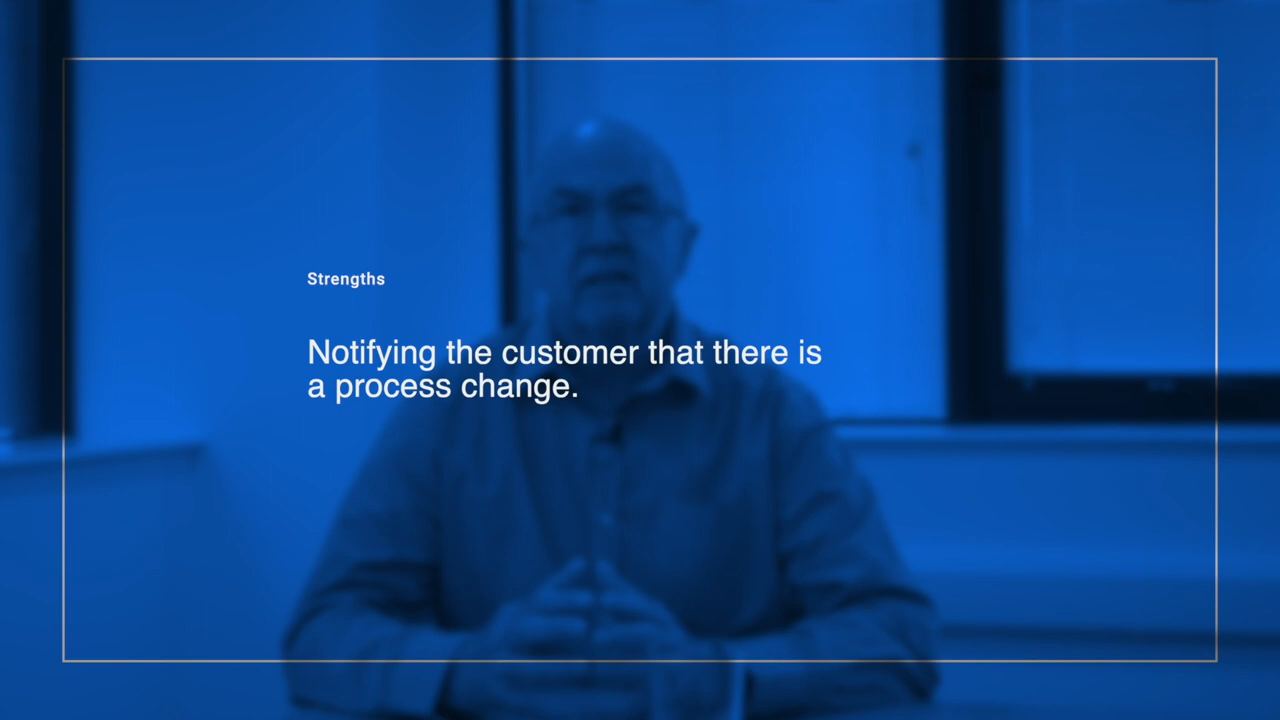 Strengths
Notifying the customer that there is
a process change.